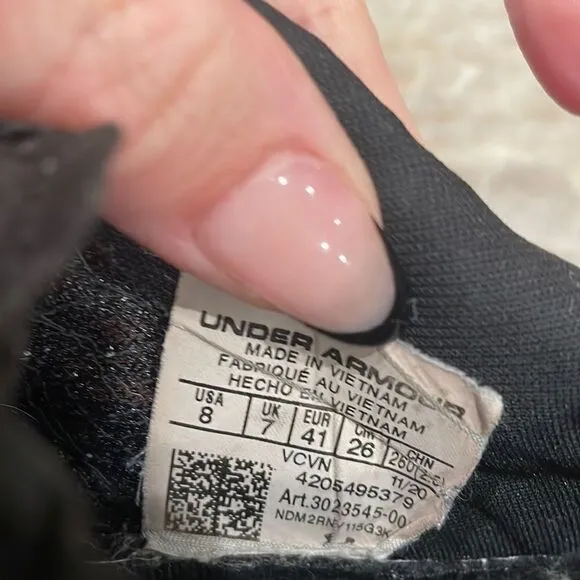 UNDER ARMOUR
MADE IN VIETNAM
FABRIQUÉ AU VIETNAM
HECHO EN VIETNAM
USA UK EUR cm CHN
8 7 41 26
VCVN 11/20
4205495379
Art.3023545-00